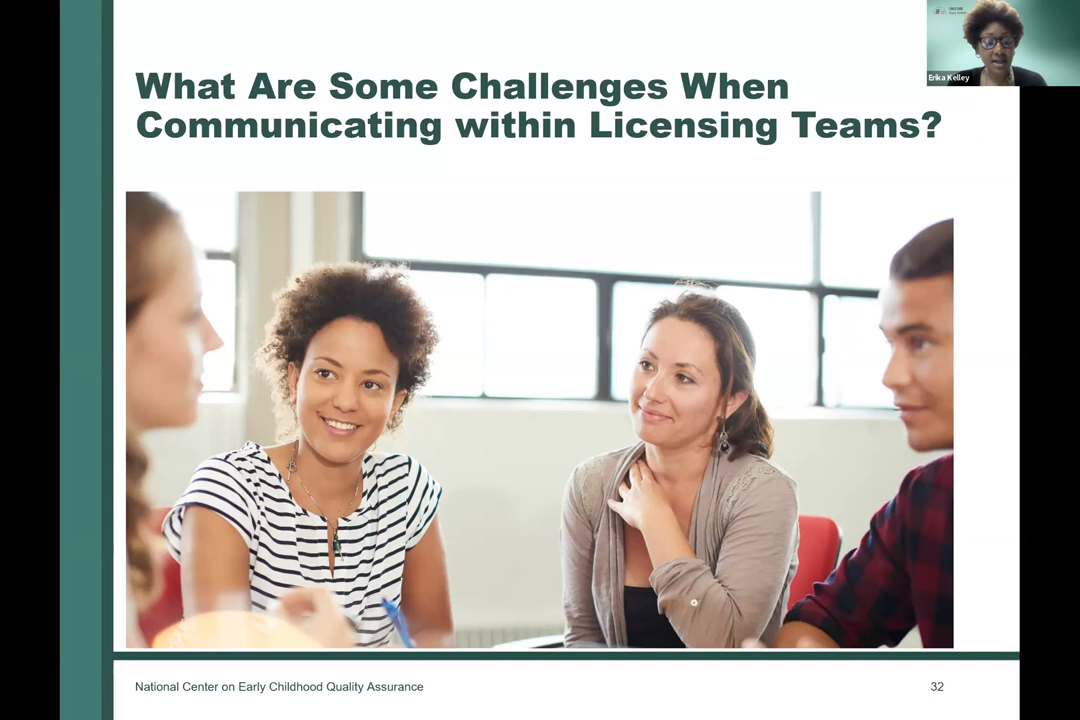 Erika Kelley
What Are Some Challenges When
Communicating within Licensing Teams?
National Center on Early Childhood Quality Assurance
32